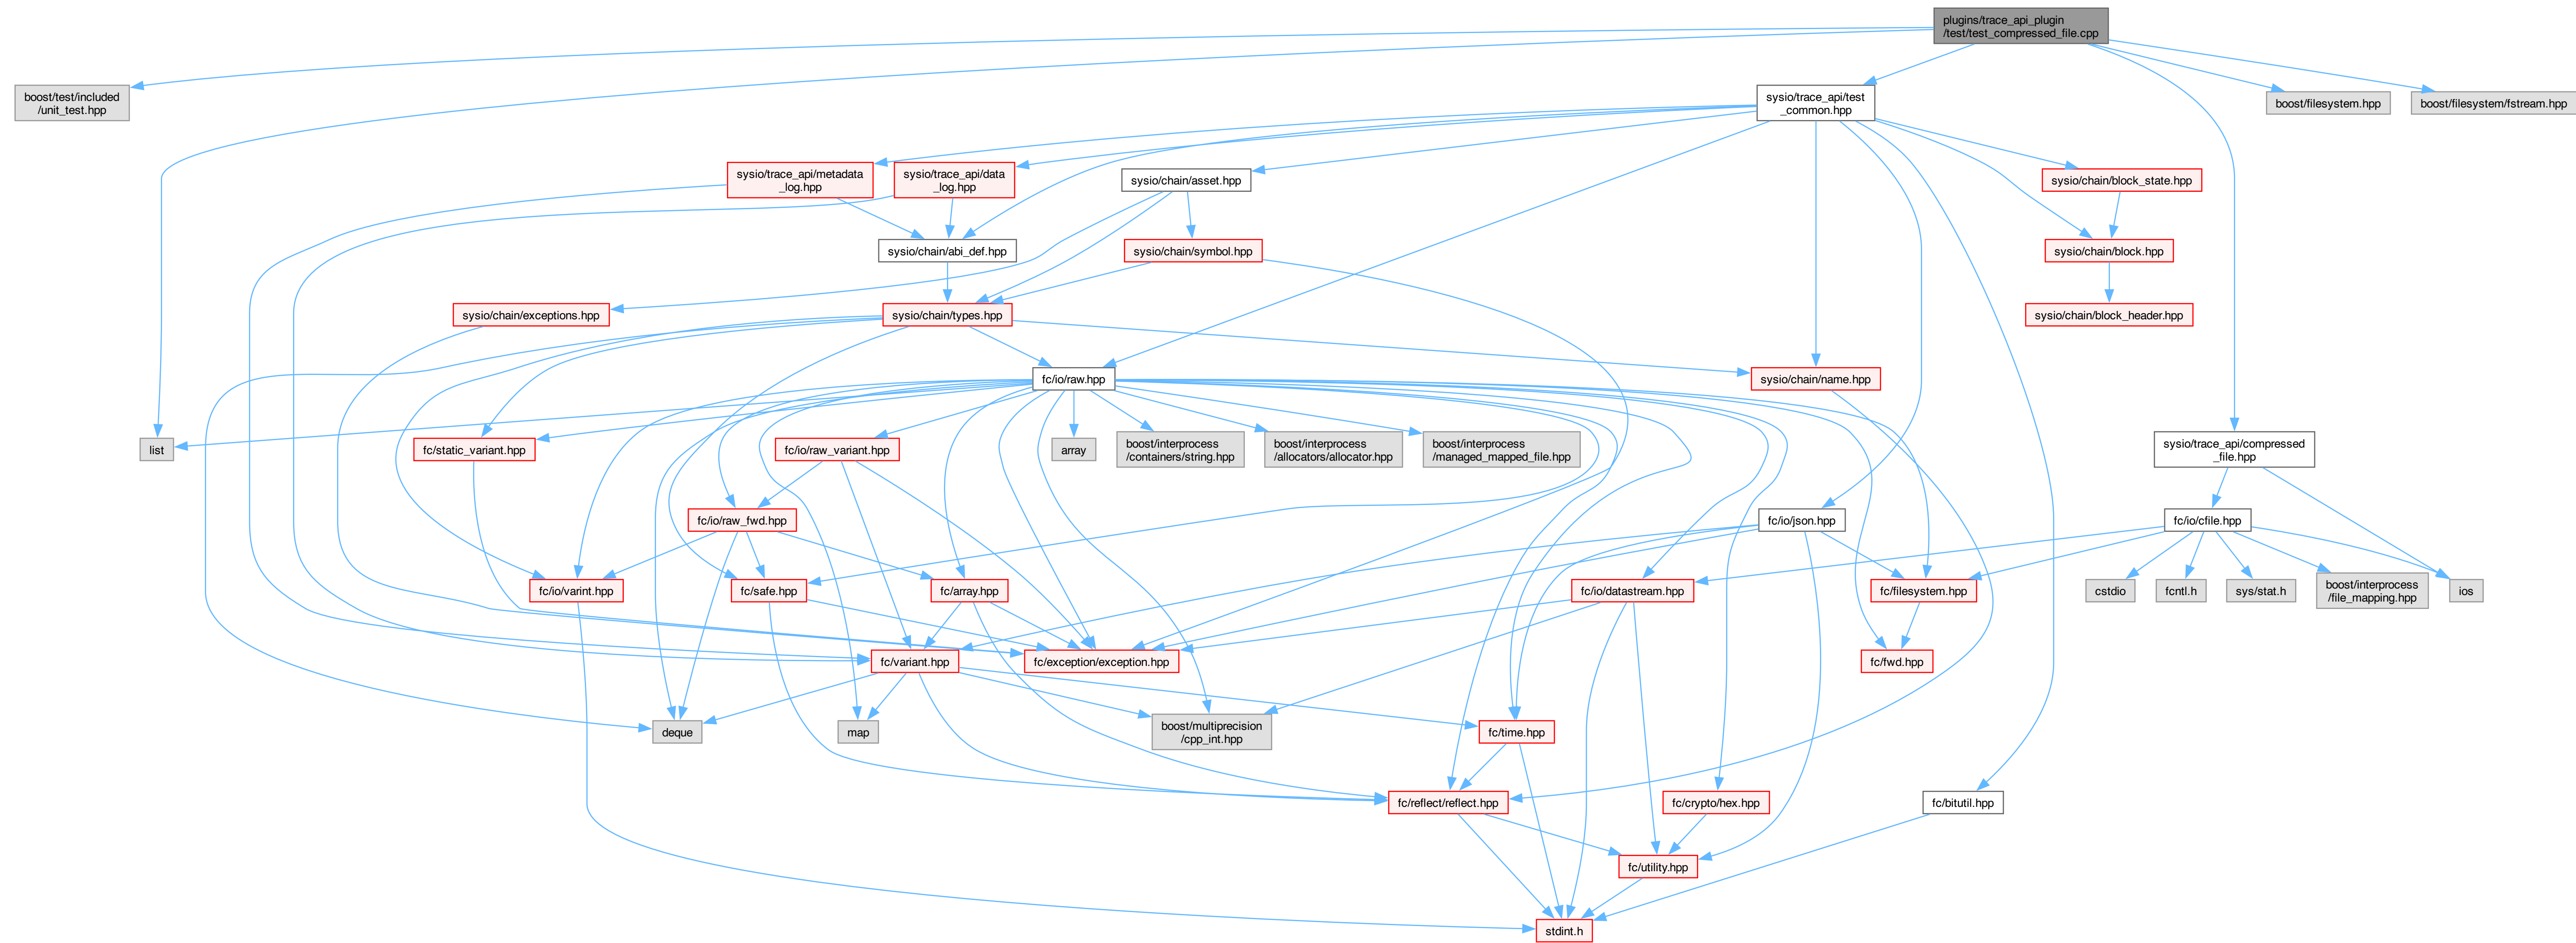 plugins/trace_api_plugin
/test/test_compressed_file.cpp
boost/test/included
/unit_test.hpp
sysio/trace_api/test
_common.hpp
boost/filesystem.hpp
boost/filesystem/fstream.hpp
sysio/trace_api/metadata
_log.hpp
sysio/trace_api/data
_log.hpp
sysio/chain/asset.hpp
sysio/chain/block_state.hpp
sysio/chain/abi_def.hpp
sysio/chain/symbol.hpp
sysio/chain/block.hpp
sysio/chain/exceptions.hpp
sysio/chain/types.hpp
sysio/chain/block_header.hpp
fc/io/raw.hpp
sysio/chain/name.hpp
list
fc/static_variant.hpp
fc/io/raw_variant.hpp
array
boost/interprocess
/containers/string.hpp
boost/interprocess
/allocators/allocator.hpp
boost/interprocess
/managed_mapped_file.hpp
sysio/trace_api/compressed
_file.hpp
fc/io/raw_fwd.hpp
fc/io/json.hpp
fc/io/cfile.hpp
fc/io/varint.hpp
fc/safe.hpp
fc/array.hpp
fc/io/datastream.hpp
fc/filesystem.hpp
cstdio
fcntl.h
sys/stat.h
boost/interprocess
/file_mapping.hpp
ios
fc/variant.hpp
fc/exception/exception.hpp
fc/fwd.hpp
deque
map
boost/multiprecision
/cpp_int.hpp
fc/time.hpp
fc/reflect/reflect.hpp
fc/crypto/hex.hpp
fc/bitutil.hpp
fc/utility.hpp
stdint.h